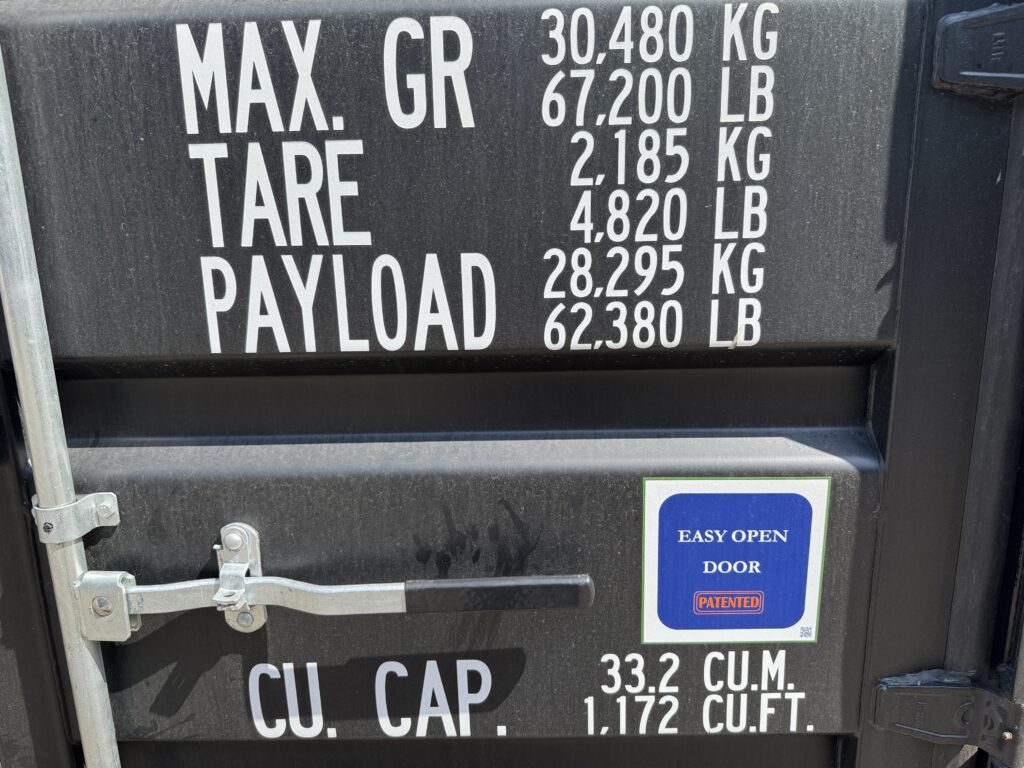 MAX. GR 30,480 KG
67,200 LB
TARE 2,185 KG
4,820 LB
PAYLOAD 28,295 KG
62,380 LB
EASY OPEN
DOOR
PATENTED
CU. CAP. 33.2 CU.M.
1,172 CU.FT.